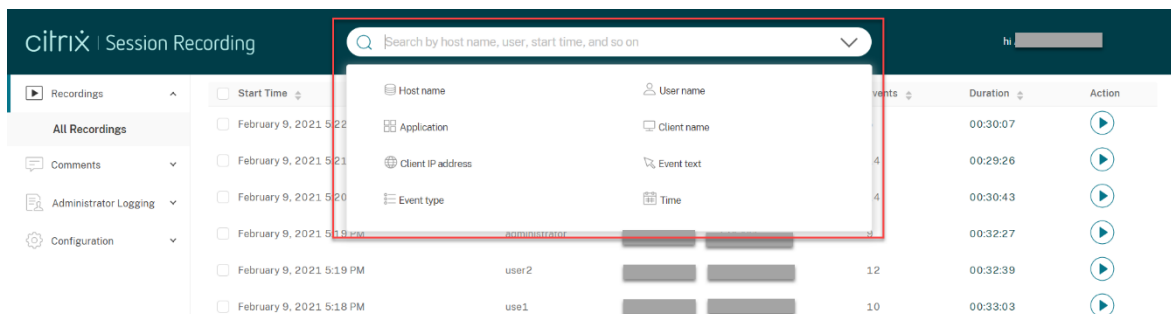 citrix | Session Recording
Search by host name, user, start time, and so on
hi
Recordings
Start Time
Host name
User name
Duration
Action
All Recordings
February 9, 2021 5:22
Application
Client name
00:30:07
Comments
February 9, 2021 5:21
Client IP address
Event text
4
00:29:26
Administrator Logging
February 9, 2021 5:20
Event type
Time
4
00:30:43
Configuration
February 9, 2021 5:19 PM
administrator
9
00:32:27
February 9, 2021 5:19 PM
user2
12
00:32:39
February 9, 2021 5:18 PM
use1
10
00:33:03